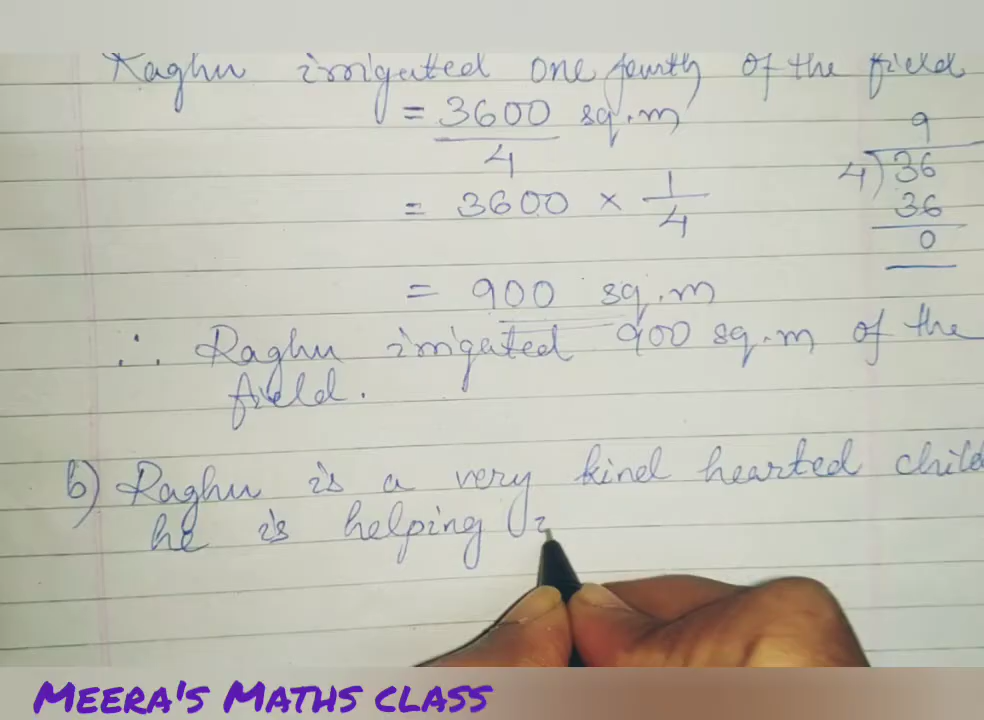 Raghu irrigated one fourth of the field
= 3600 / 4 sq.m
= 3600 × 1/4
= 900 sq.m
9
4)36
36
0
∴ Raghu irrigated 900 sq.m of the
field.
b) Raghu is a very kind hearted child
he is helping
MEERA'S MATHS CLASS